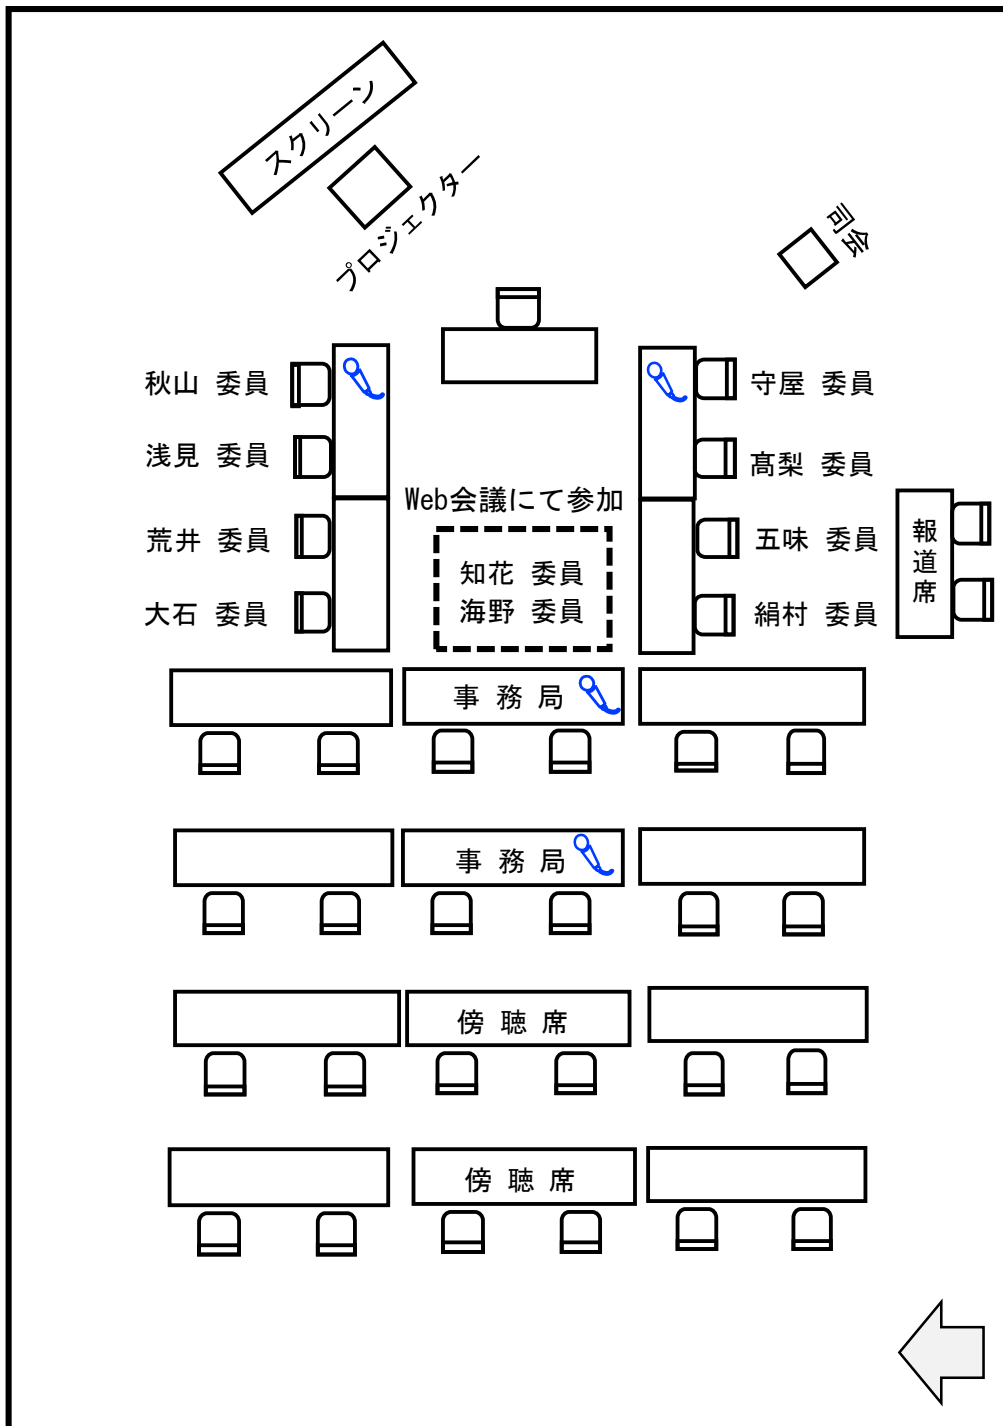 スクリーン
プロジェクター
司会
秋山 委員
守屋 委員
浅見 委員
髙梨 委員
Web会議にて参加
荒井 委員
知花 委員
五味 委員
報道席
大石 委員
海野 委員
絹村 委員
事 務 局
事 務 局
傍 聴 席
傍 聴 席